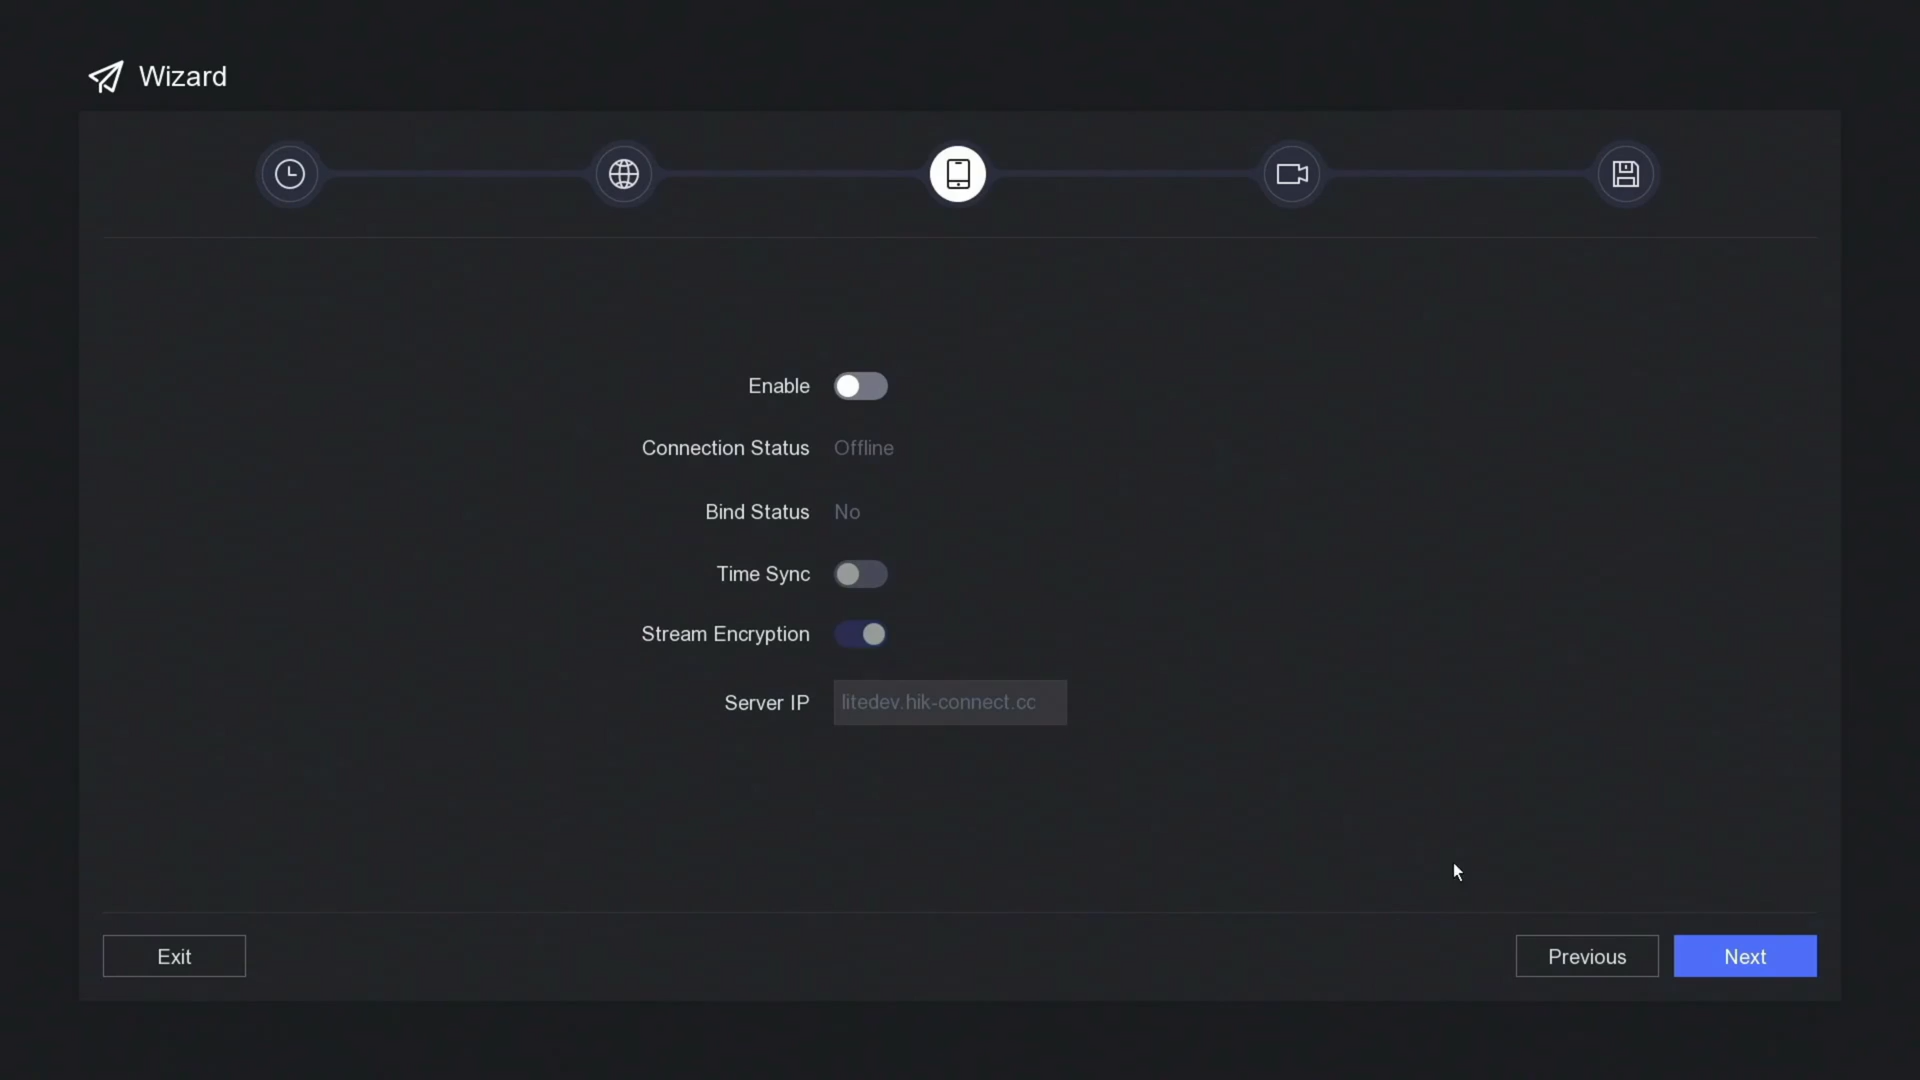 Wizard
Enable
Connection Status Offline
Bind Status No
Time Sync
Stream Encryption
Server IP litedev.hik-connect.cc
Exit Previous Next